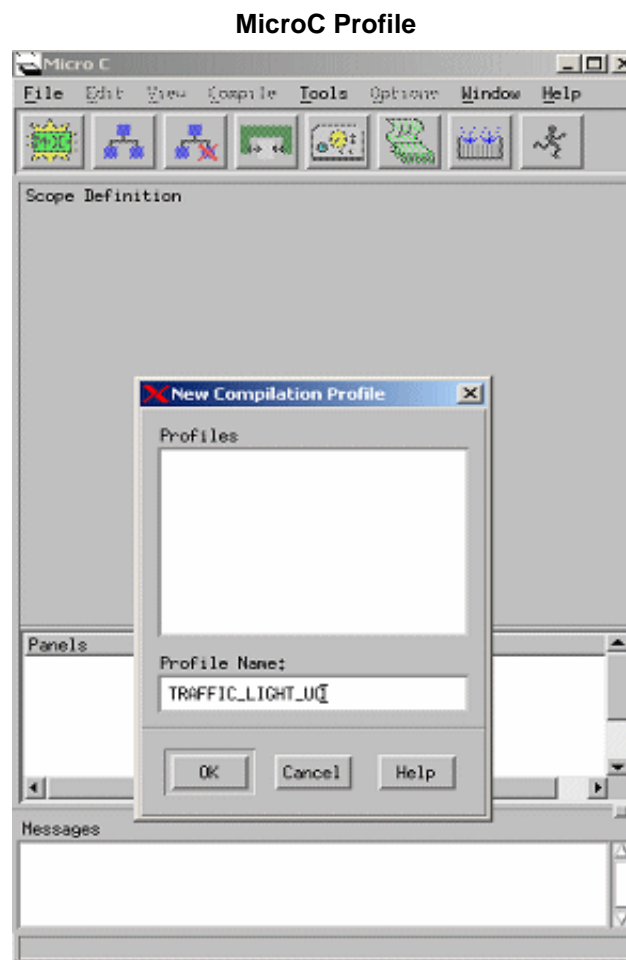 MicroC Profile
Micro C
File Edit View Compile Tools Options Window Help
Scope Definition
New Compilation Profile
Profiles
Panels
Profile Name:
TRAFFIC_LIGHT_UC
OK Cancel Help
Messages